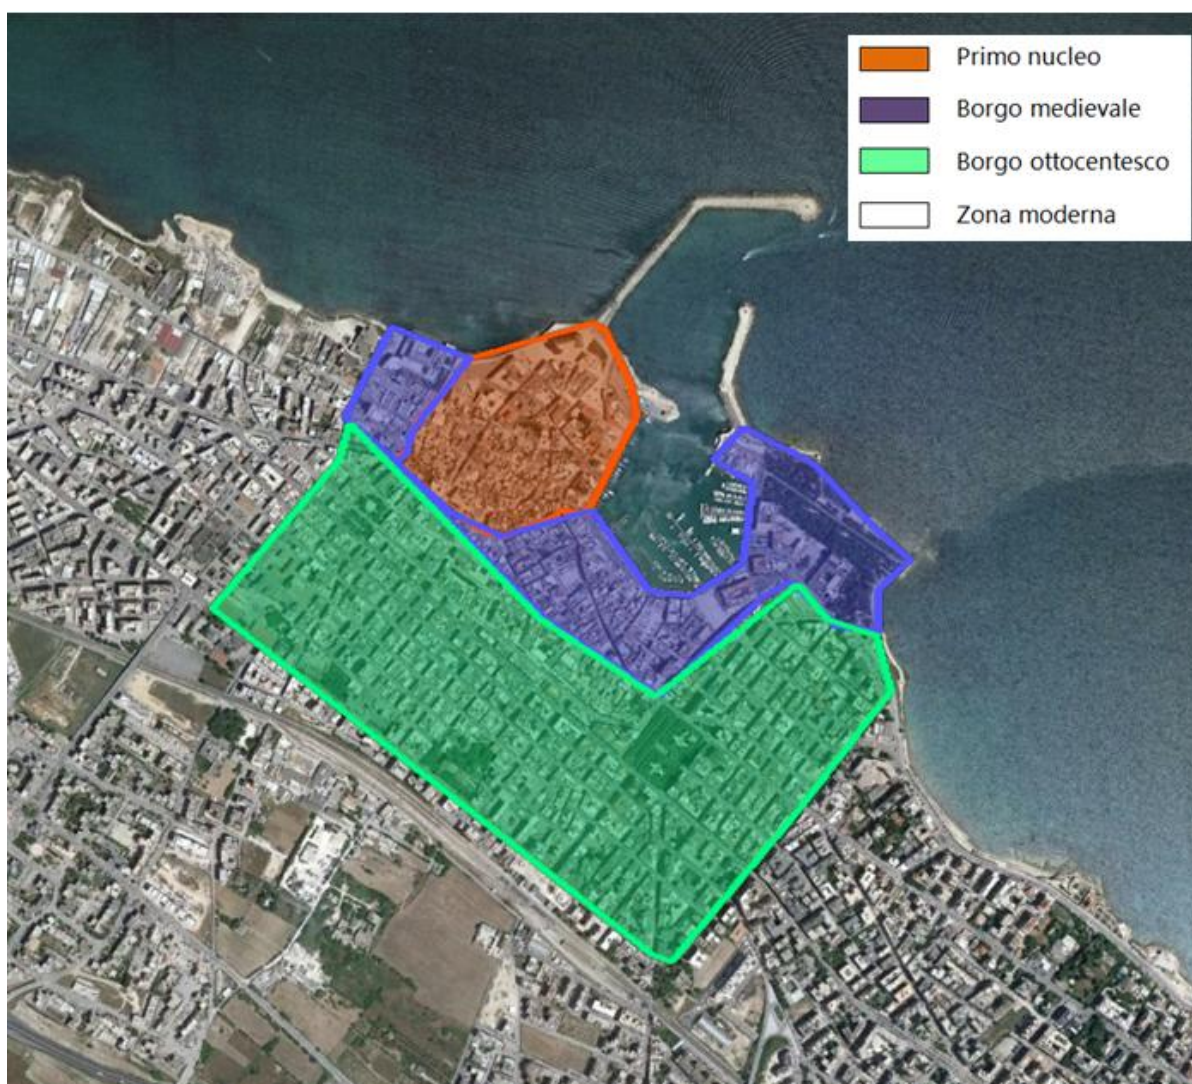 Primo nucleo
Borgo medievale
Borgo ottocentesco
Zona moderna